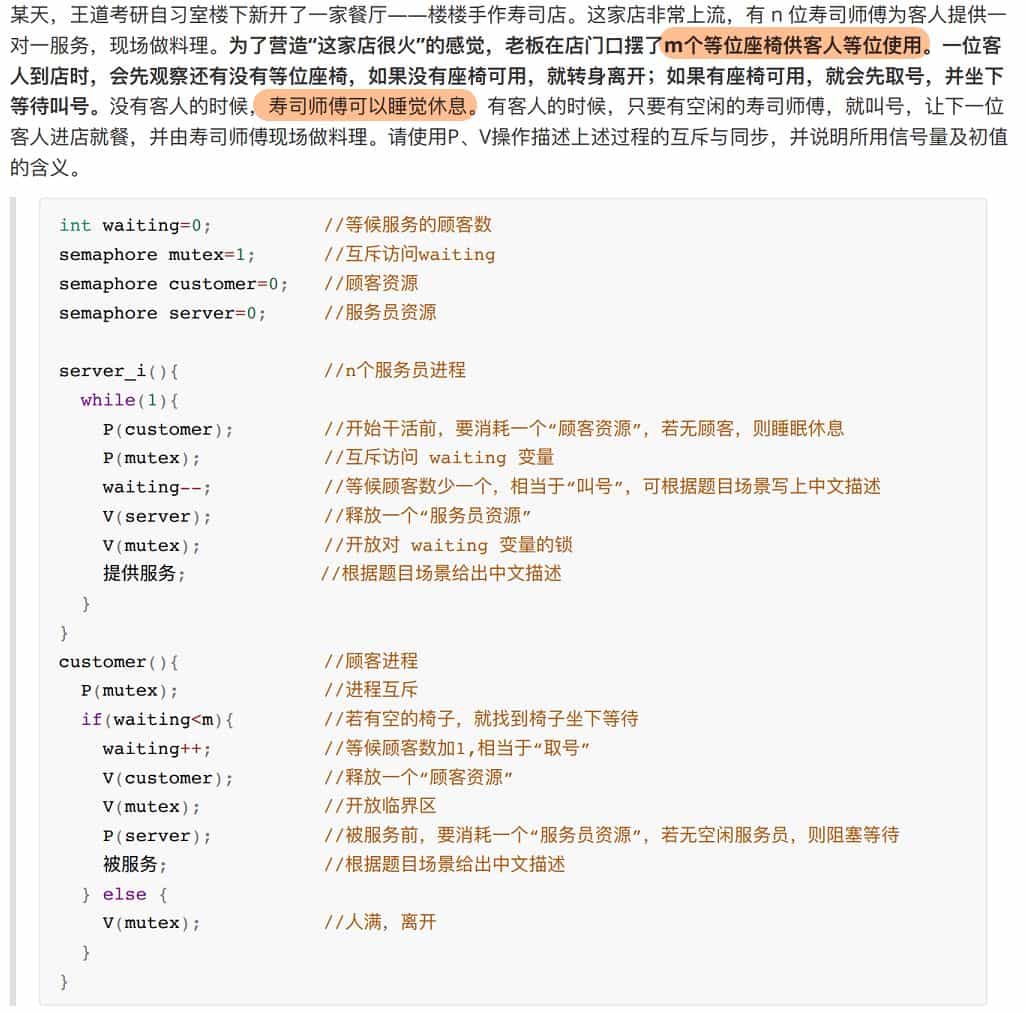 某天，王道考研自习室楼下新开了一家餐厅——楼楼手作寿司店。这家店非常上流，有 n 位寿司师傅为客人提供一
对一服务，现场做料理。为了营造“这家店很火”的感觉，老板在店门口摆了m个等位座椅供客人等位使用。一位客
人到店时，会先观察还有没有等位座椅，如果没有座椅可用，就转身离开；如果有座椅可用，就会先取号，并坐下
等待叫号。没有客人的时候，寿司师傅可以睡觉休息。有客人的时候，只要有空闲的寿司师傅，就叫号，让下一位
客人进店就餐，并由寿司师傅现场做料理。请使用P、V操作描述上述过程的互斥与同步，并说明所用信号量及初值
的含义。
int waiting=0; //等候服务的顾客数
semaphore mutex=1; //互斥访问waiting
semaphore customer=0; //顾客资源
semaphore server=0; //服务员资源
server_i(){ //n个服务员进程
while(1){
P(customer); //开始干活前，要消耗一个“顾客资源”，若无顾客，则睡眠休息
P(mutex); //互斥访问 waiting 变量
waiting--; //等候顾客数少一个，相当于“叫号”，可根据题目场景写上中文描述
V(server); //释放一个“服务员资源”
V(mutex); //开放对 waiting 变量的锁
提供服务; //根据题目场景给出中文描述
}
}
customer(){ //顾客进程
P(mutex); //进程互斥
if(waiting<m){ //若有空的椅子，就找到椅子坐下等待
waiting++; //等候顾客数加1,相当于“取号”
V(customer); //释放一个“顾客资源”
V(mutex); //开放临界区
P(server); //被服务前，要消耗一个“服务员资源”，若无空闲服务员，则阻塞等待
被服务; //根据题目场景给出中文描述
} else {
V(mutex); //人满，离开
}
}